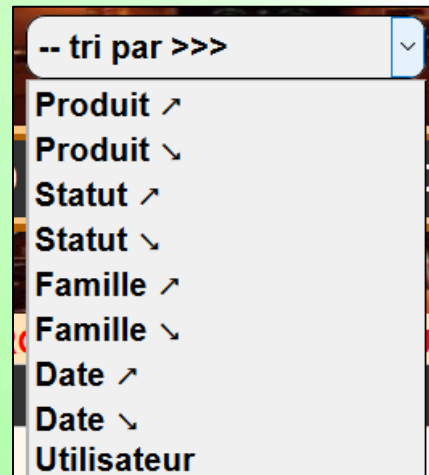 -- tri par >>>
Produit ↗
Produit ↘
Statut ↗
Statut ↘
Famille ↗
Famille ↘
Date ↗
Date ↘
Utilisateur